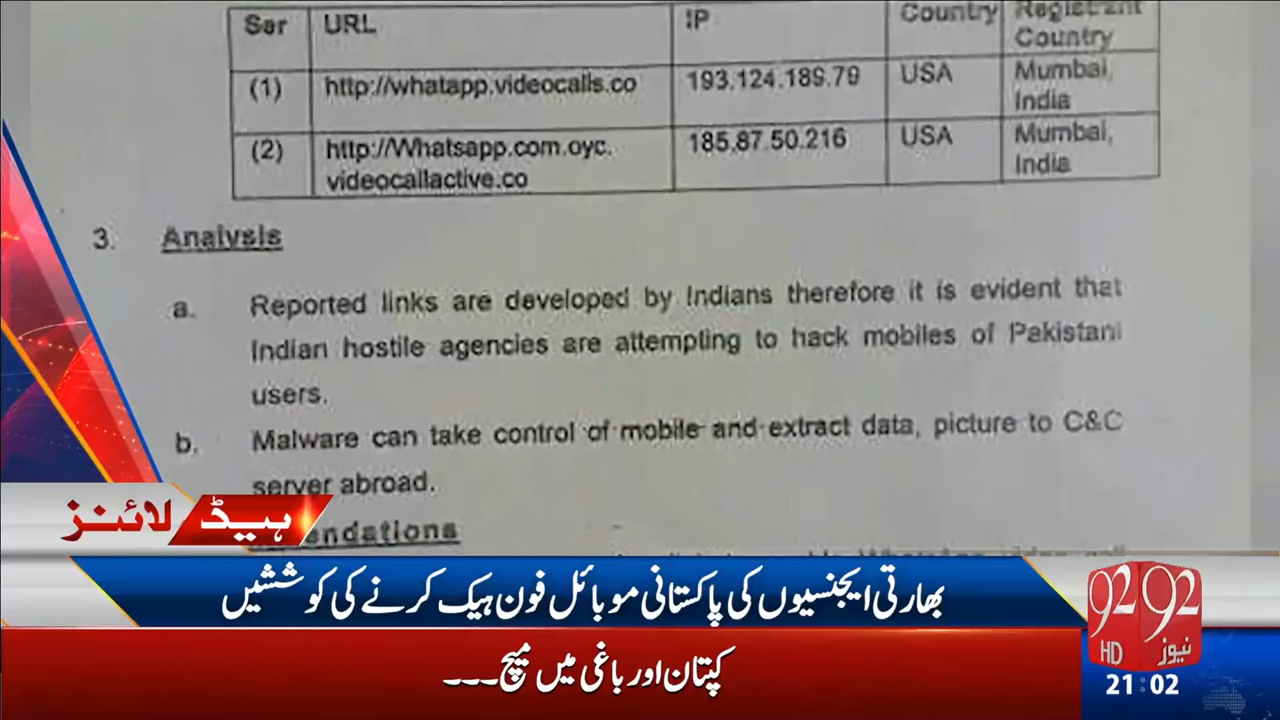 Ser URL IP Country Registrant Country
(1) http://whatapp.videocalls.co 193.124.189.79 USA Mumbai, India
(2) http://Whatsapp.com.oyc. videocallactive.co 185.87.50.216 USA Mumbai, India
3. Analysis
a. Reported links are developed by Indians therefore it is evident that
Indian hostile agencies are attempting to hack mobiles of Pakistani
users.
b. Malware can take control of mobile and extract data, picture to C&C
server abroad.
ہیڈ لائنز
بھارتی ایجنسیوں کی پاکستانی موبائل فون ہیک کرنے کی کوششیں
کپتان اور باغی میں میچ۔۔۔
92 92
HD نیوز
21:02